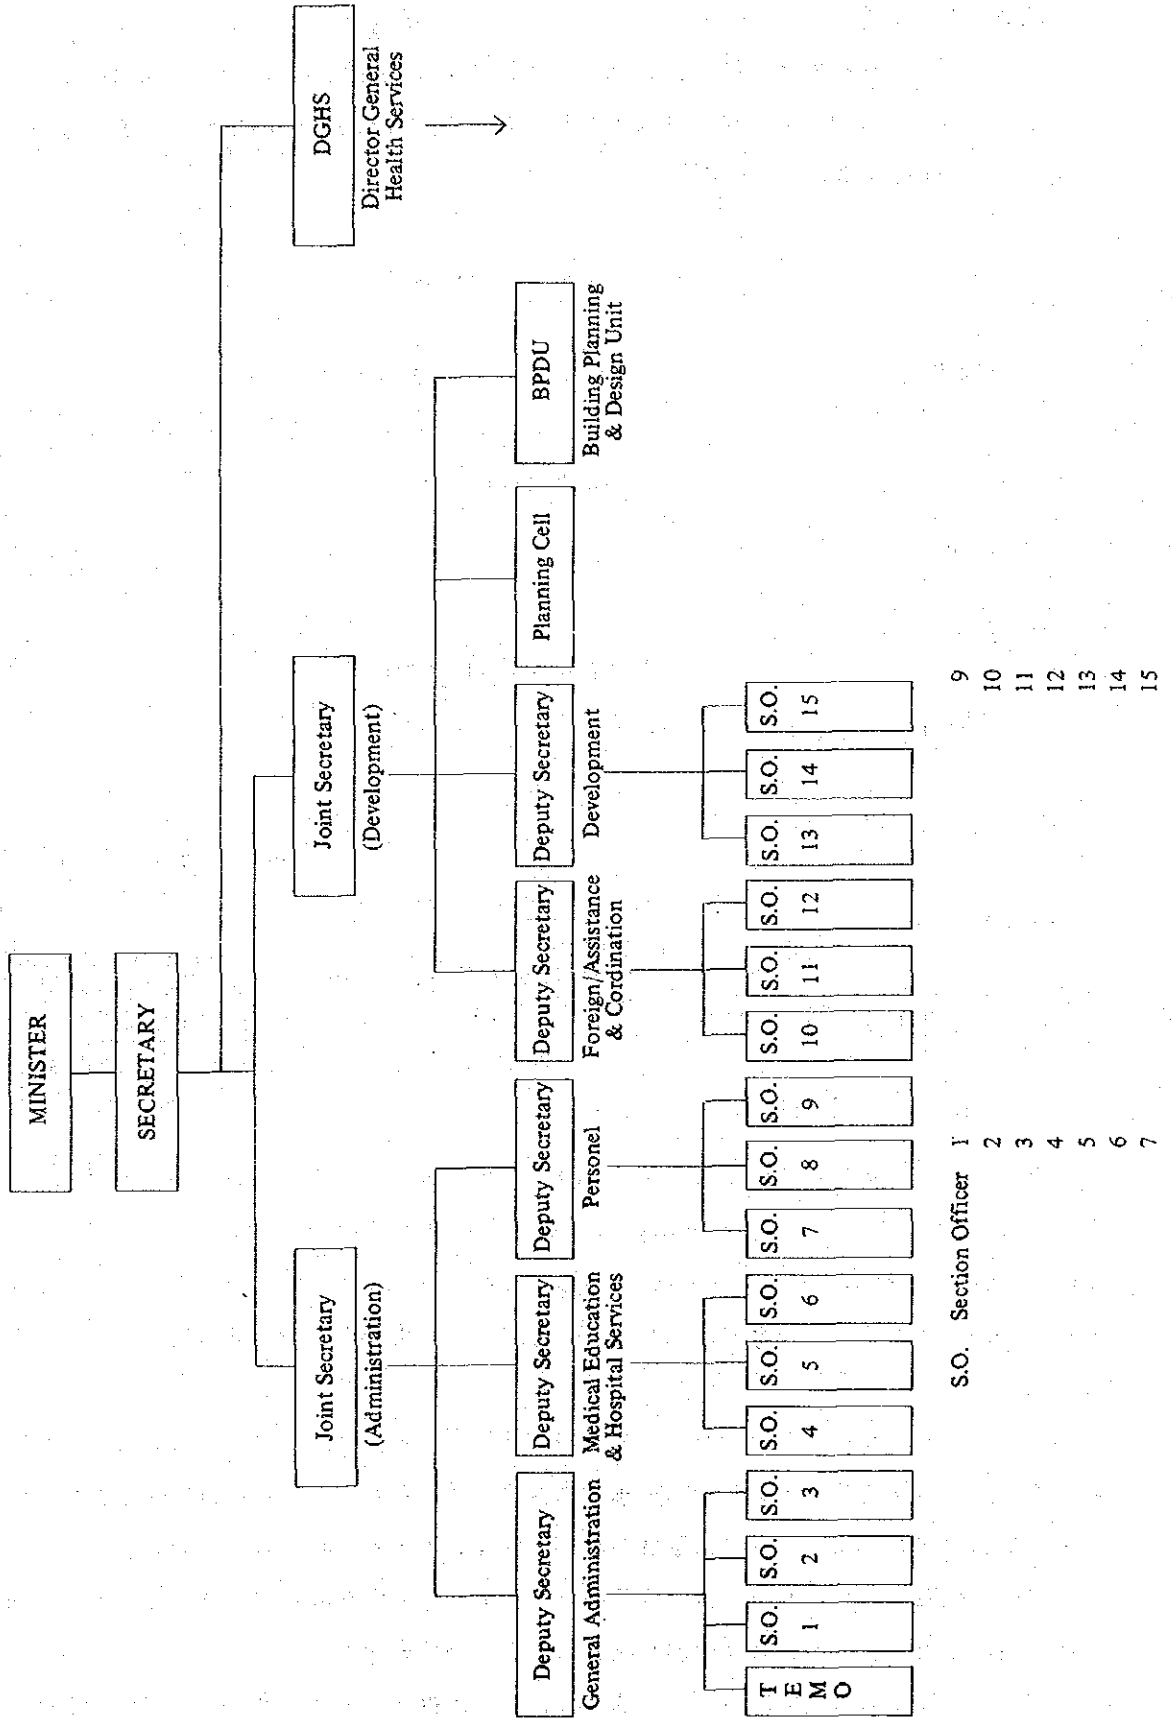 MINISTER
SECRETARY
Joint Secretary
(Administration)
Joint Secretary
(Development)
DGHS
Director General
Health Services
Deputy Secretary
General Administration
Deputy Secretary
Medical Education
& Hospital Services
Deputy Secretary
Personel
Deputy Secretary
Foreign/Assistance
& Cordination
Deputy Secretary
Development
Planning Cell
BPDU
Building Planning
& Design Unit
T
E
M
O
S.O.
1
S.O.
2
S.O.
3
S.O.
4
S.O.
5
S.O.
6
S.O.
7
S.O.
8
S.O.
9
S.O.
10
S.O.
11
S.O.
12
S.O.
13
S.O.
14
S.O.
15
S.O. Section Officer 1
2
3
4
5
6
7
9
10
11
12
13
14
15